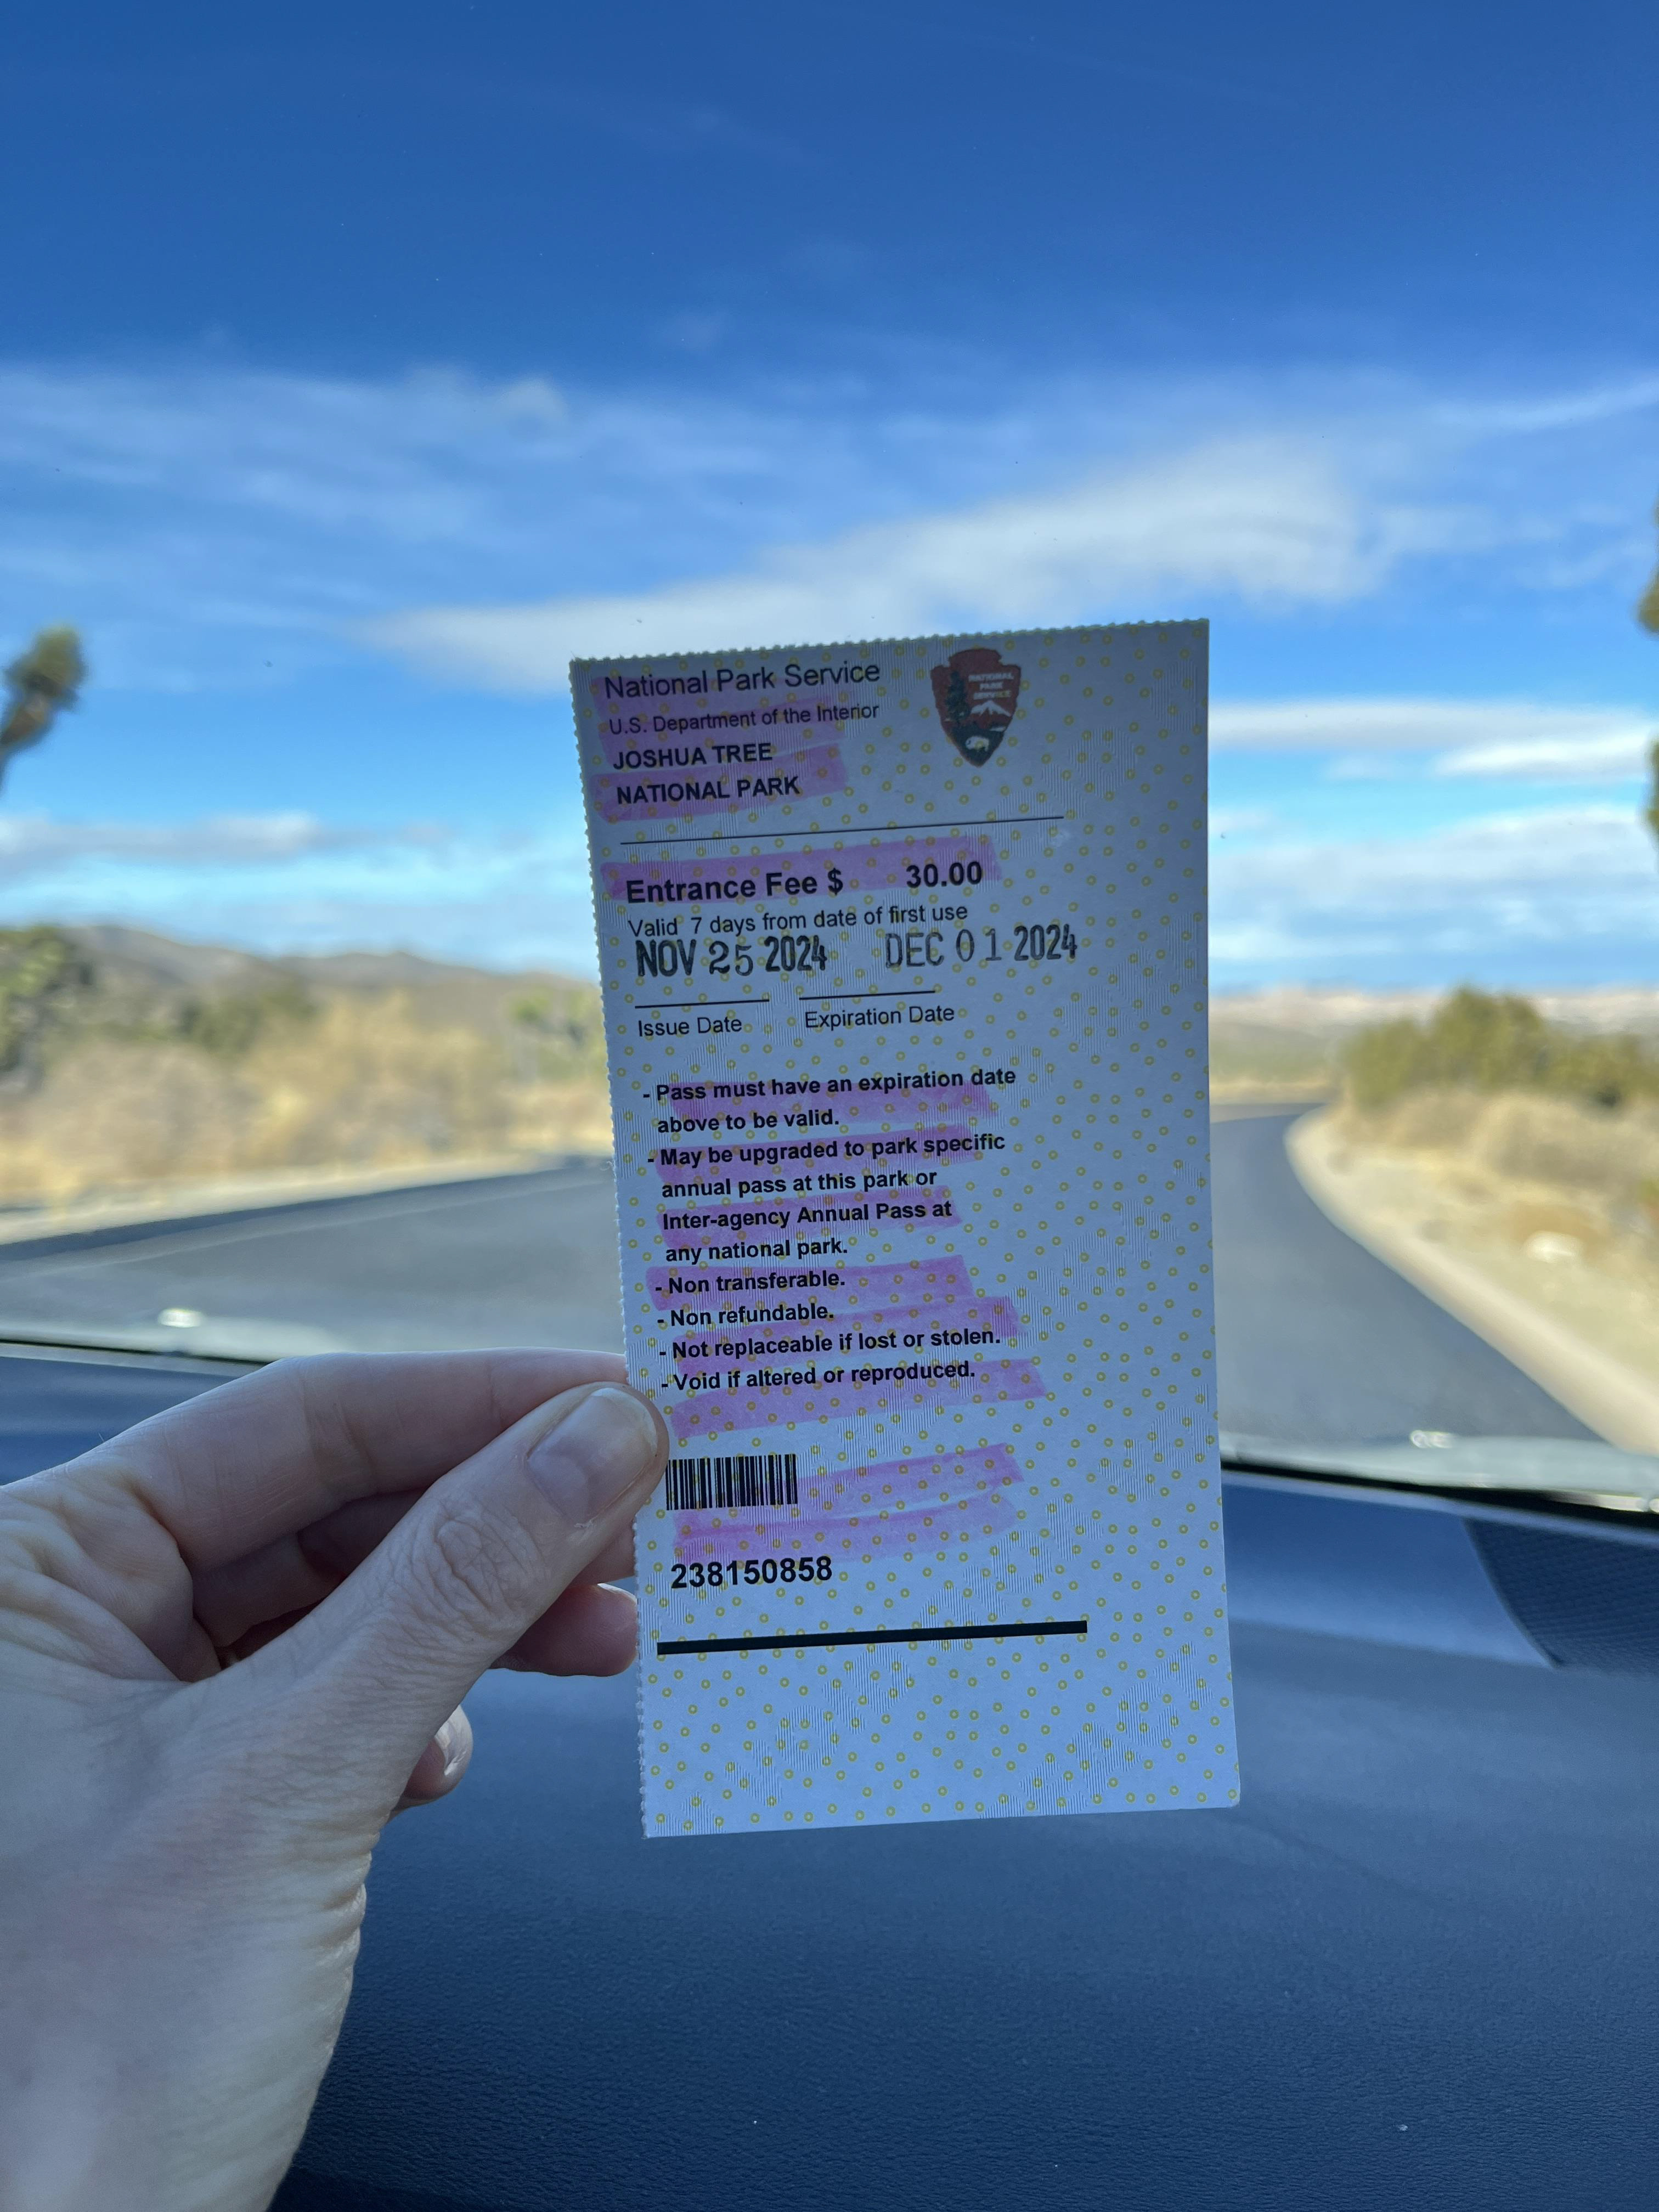 National Park Service
U.S. Department of the Interior
JOSHUA TREE
NATIONAL PARK
NATIONAL
PARK
SERVICE
Entrance Fee $ 30.00
Valid 7 days from date of first use
NOV 25 2024 DEC 01 2024
Issue Date Expiration Date
- Pass must have an expiration date
above to be valid.
- May be upgraded to park specific
annual pass at this park or
Inter-agency Annual Pass at
any national park.
- Non transferable.
- Non refundable.
- Not replaceable if lost or stolen.
- Void if altered or reproduced.
238150858